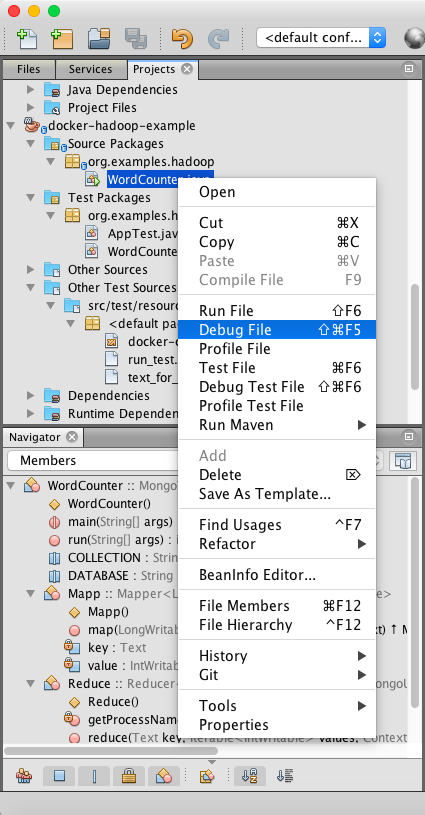 <default conf...
Files Services Projects
Java Dependencies
Project Files
docker-hadoop-example
Source Packages
org.examples.hadoop
WordCounter.java
Test Packages
org.examples.h
AppTest.jav
WordCounte
Other Sources
Other Test Sources
src/test/resour
<default pa
docker-c
run_test.
text_for_
Dependencies
Runtime Dependen
Open
Cut ⌘X
Copy ⌘C
Paste ⌘V
Compile File F9
Run File ⇧F6
Debug File ⇧⌘F5
Profile File
Test File ⌘F6
Debug Test File ⇧⌘F6
Profile Test File
Run Maven
Add
Delete ⌦
Save As Template...
Find Usages ^F7
Refactor
BeanInfo Editor...
File Members ⌘F12
File Hierarchy ^F12
History
Git
Tools
Properties
Navigator
Members
WordCounter :: Mongo
WordCounter()
main(String[] args)
run(String[] args) : i
COLLECTION : String
DATABASE : String
Mapp :: Mapper<L e>
Mapp()
map(LongWritab xt) ↑ M
key : Text
value : IntWritab
Reduce :: Reducer< ongol
Reduce()
getProcessName
reduce(Text key, Iterable<IntWritable> values, Context